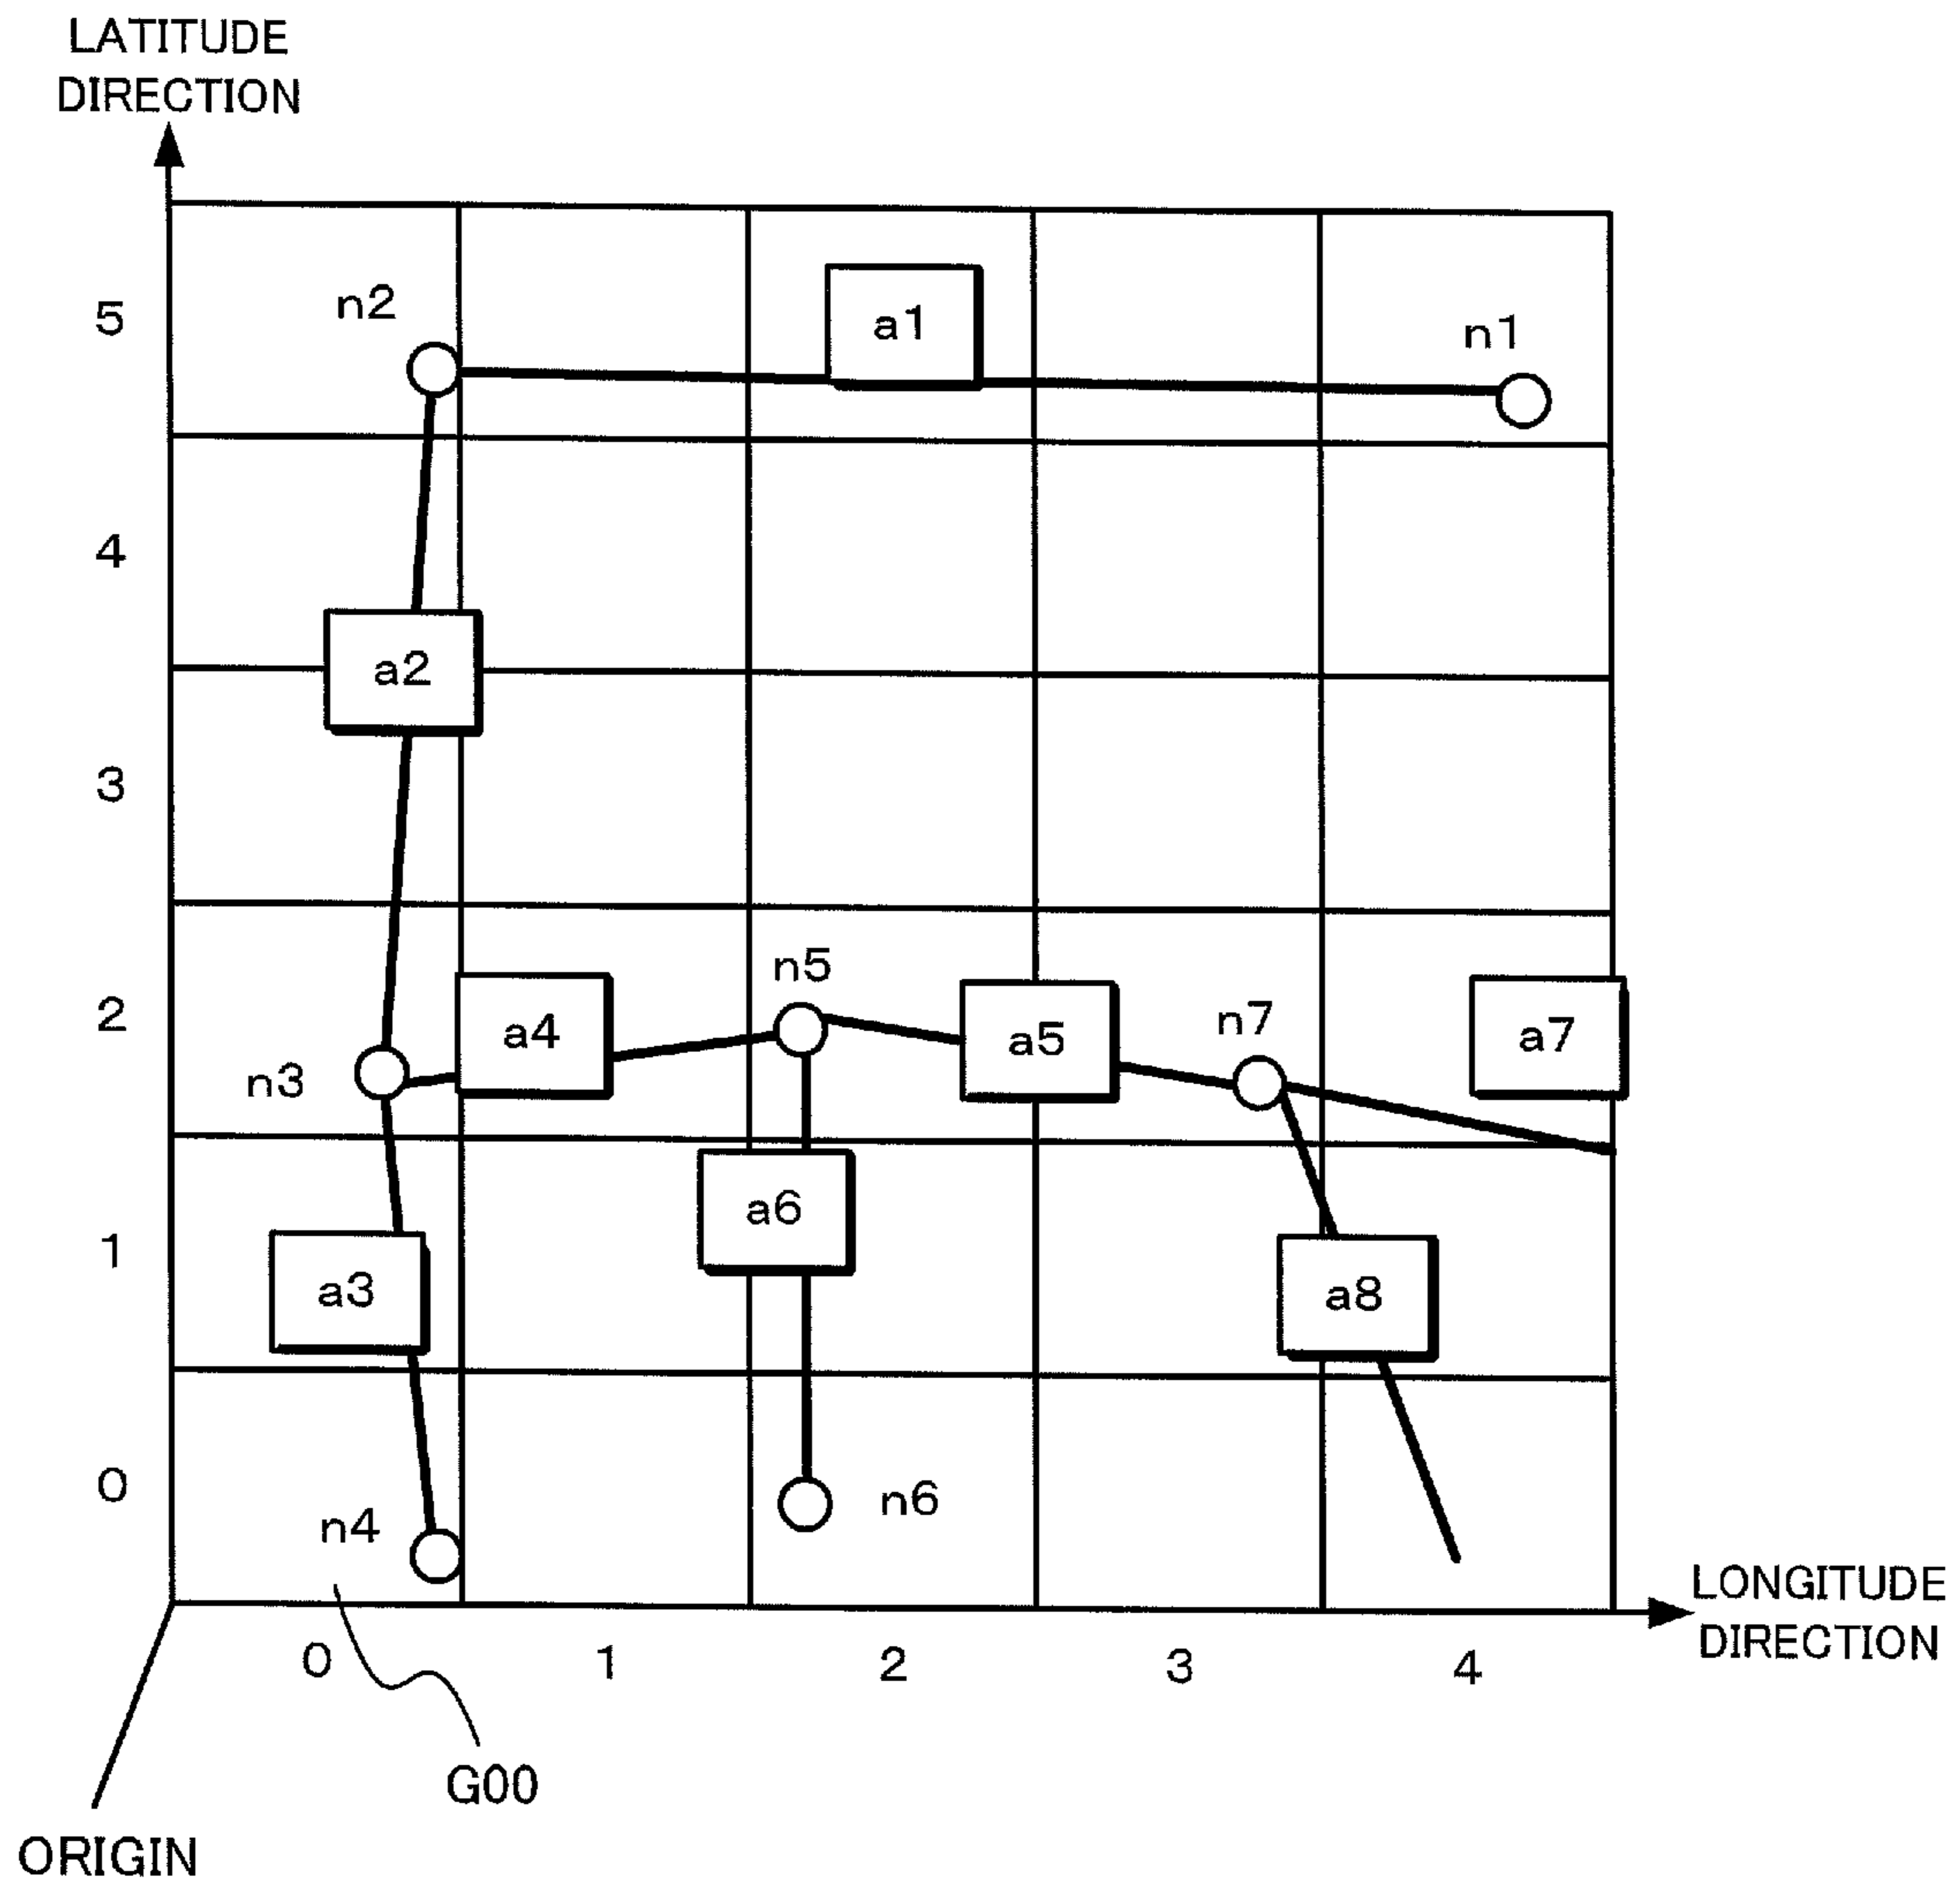 LATITUDE
DIRECTION
n2
a1
n1
5
4
a2
3
n5
2
a4
a5
n7
a7
n3
a6
1
a3
a8
0
n6
n4
LONGITUDE
DIRECTION
0
1
2
3
4
G00
ORIGIN